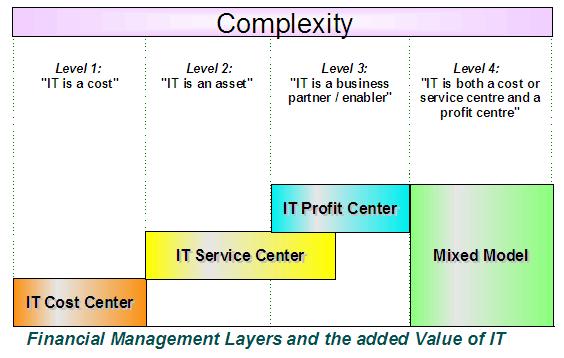 Complexity
Level 1:
"IT is a cost"
Level 2:
"IT is an asset"
Level 3:
"IT is a business
partner / enabler"
Level 4:
"IT is both a cost or
service centre and a
profit centre"
IT Profit Center
IT Service Center
Mixed Model
IT Cost Center
Financial Management Layers and the added Value of IT